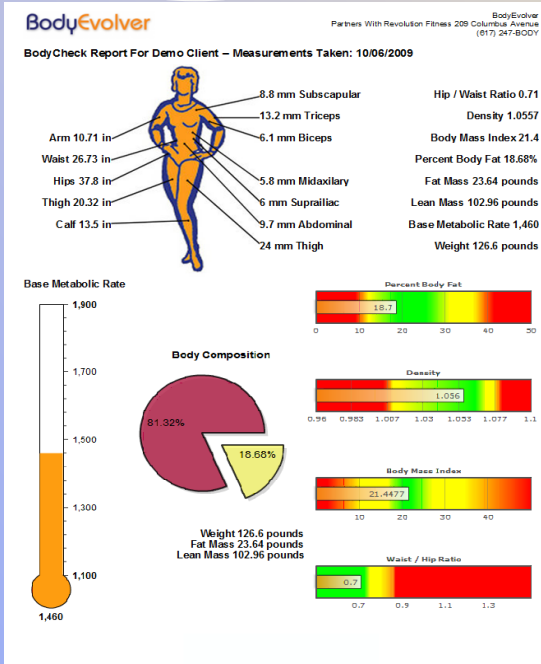 BodyEvolver
BodyEvolver
Partners With Revolution Fitness 209 Columbus Avenue
(617) 247-BODY
BodyCheck Report For Demo Client -- Measurements Taken: 10/06/2009
8.8 mm Subscapular
13.2 mm Triceps
6.1 mm Biceps
5.8 mm Midaxilary
6 mm Suprailiac
9.7 mm Abdominal
24 mm Thigh
Arm 10.71 in
Waist 26.73 in
Hips 37.8 in
Thigh 20.32 in
Calf 13.5 in
Hip / Waist Ratio 0.71
Density 1.0557
Body Mass Index 21.4
Percent Body Fat 18.68%
Fat Mass 23.64 pounds
Lean Mass 102.96 pounds
Base Metabolic Rate 1,460
Weight 126.6 pounds
Base Metabolic Rate
1,900
1,700
1,500
1,300
1,100
1,460
Body Composition
81.32%
18.68%
Weight 126.6 pounds
Fat Mass 23.64 pounds
Lean Mass 102.96 pounds
Percent Body Fat
18.7
0 10 20 30 40 50
Density
1.056
0.96 0.983 1.007 1.03 1.053 1.077 1.1
Body Mass Index
21.4477
10 20 30 40
Waist / Hip Ratio
0.7
0.7 0.9 1.1 1.3